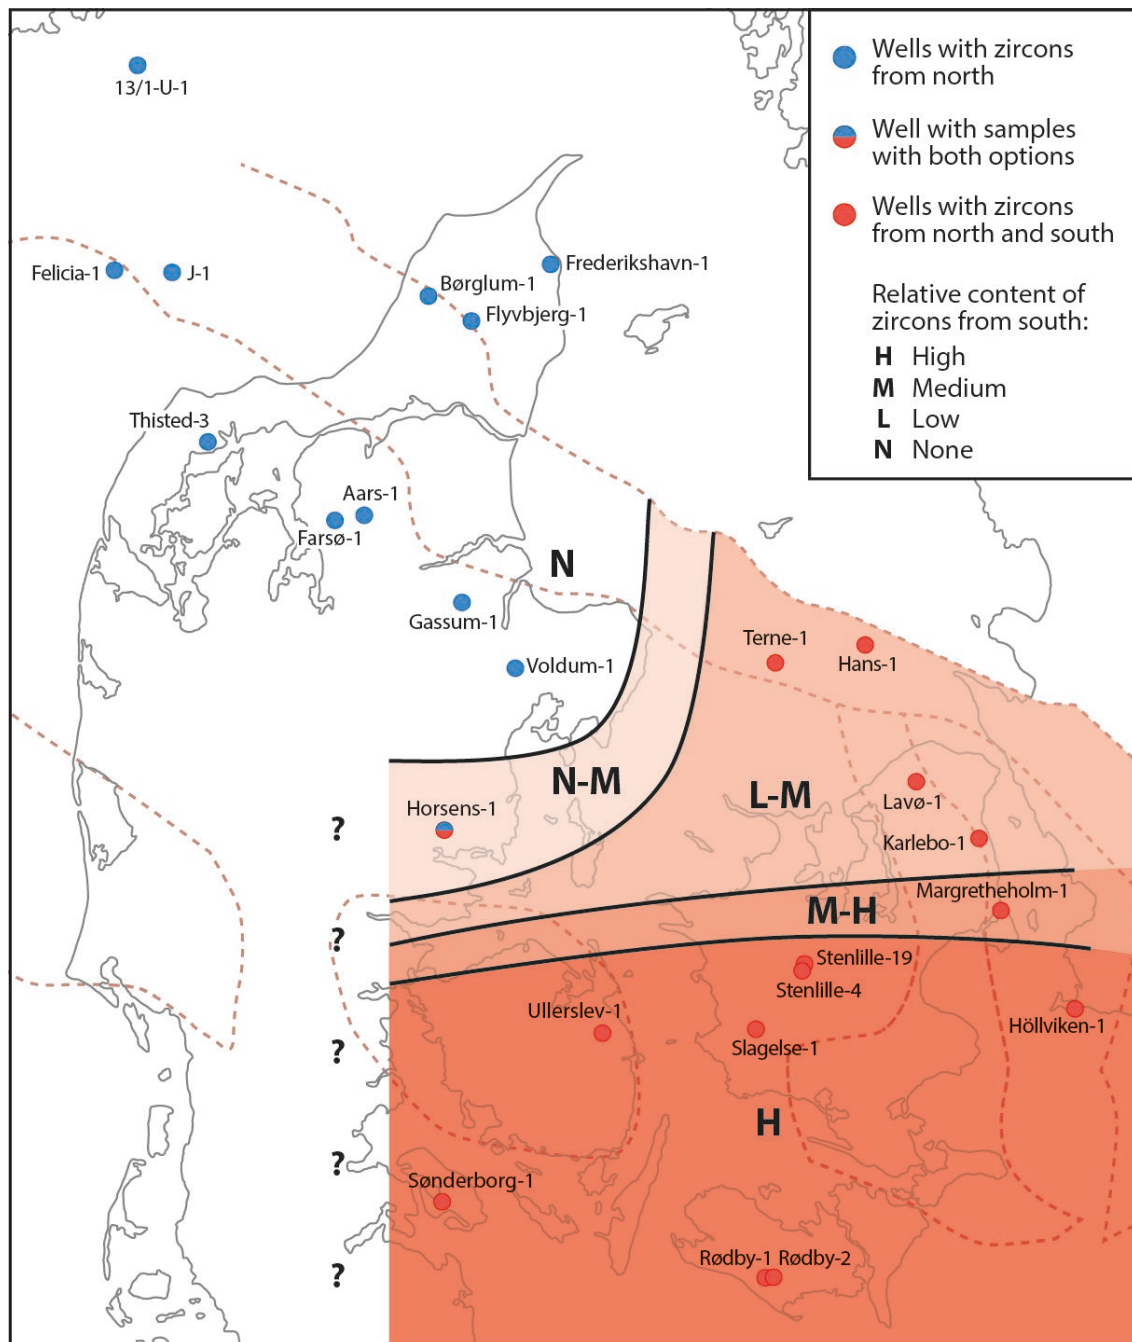 Wells with zircons
from north
Well with samples
with both options
Wells with zircons
from north and south
Relative content of
zircons from south:
H High
M Medium
L Low
N None
13/1-U-1
Felicia-1
J-1
Frederikshavn-1
Børglum-1
Flyvbjerg-1
Thisted-3
Aars-1
Farsø-1
N
Gassum-1
Voldum-1
Terne-1
Hans-1
N-M
L-M
Horsens-1
?
Lavø-1
Karlebo-1
Margretheholm-1
M-H
?
Stenlille-19
Stenlille-4
Ullerslev-1
Höllviken-1
Slagelse-1
?
H
?
Sønderborg-1
Rødby-1 Rødby-2
?